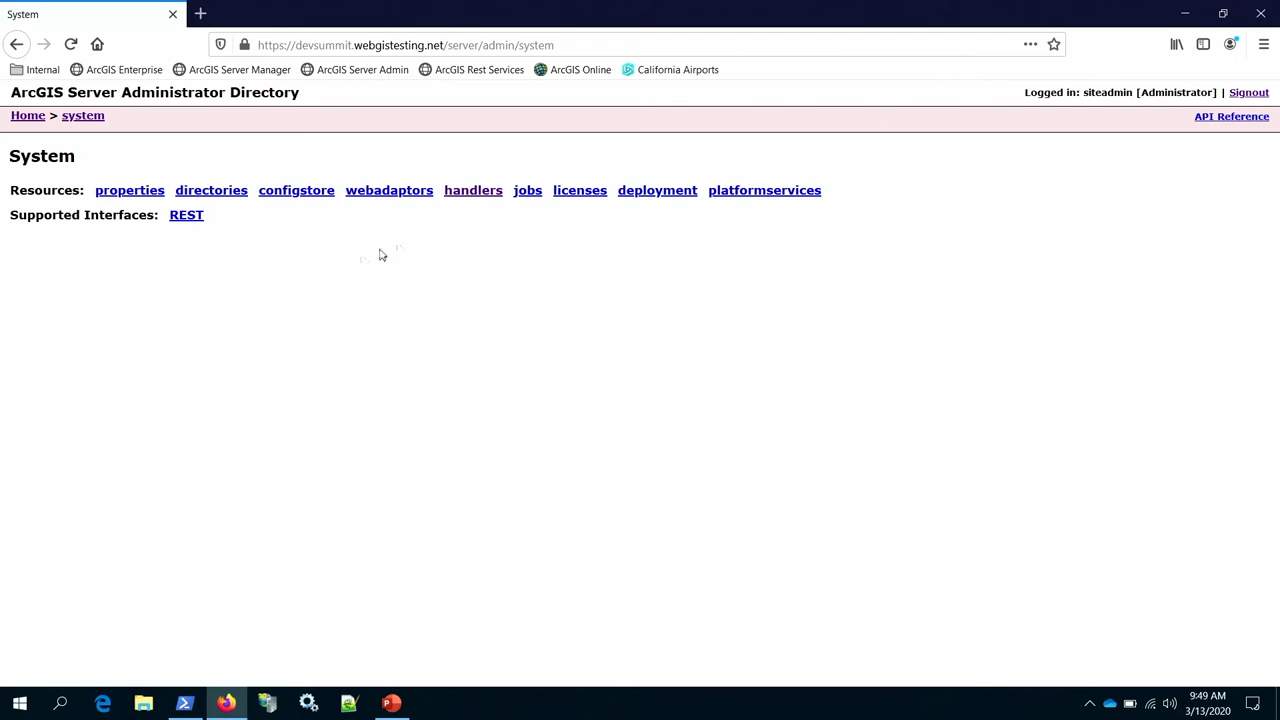 System
https://devsummit.webgistesting.net/server/admin/system
Internal ArcGIS Enterprise ArcGIS Server Manager ArcGIS Server Admin ArcGIS Rest Services ArcGIS Online California Airports
ArcGIS Server Administrator Directory Logged in: siteadmin [Administrator] | Signout
Home > system API Reference
System
Resources: properties directories configstore webadaptors handlers jobs licenses deployment platformservices
Supported Interfaces: REST
9:49 AM
3/13/2020